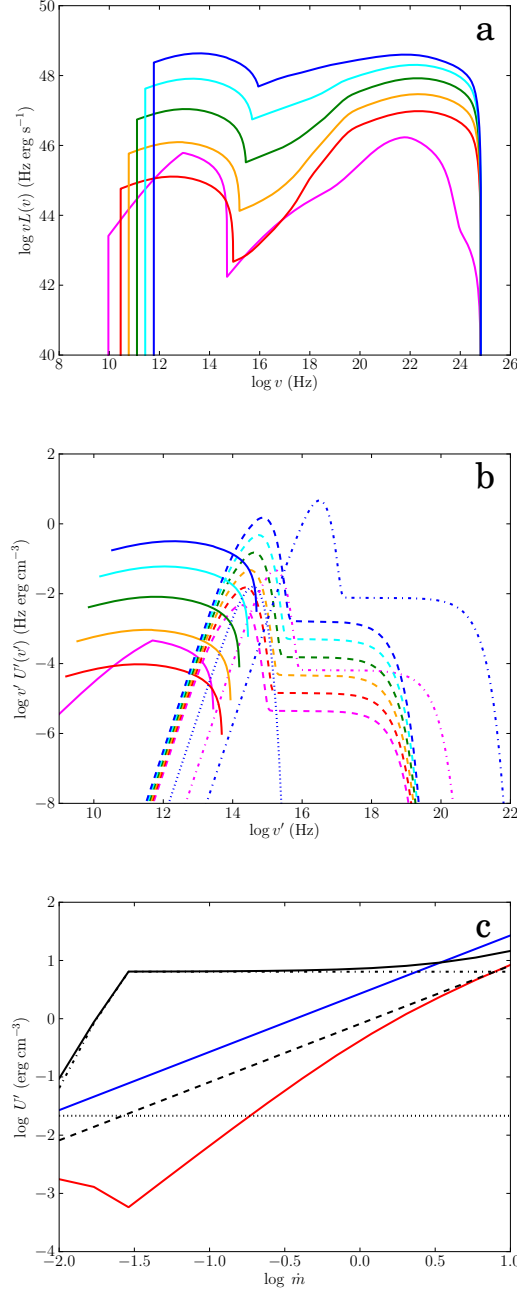 a
50
48
46
44
42
40
log νL(ν) (Hz erg s⁻¹)
8 10 12 14 16 18 20 22 24 26
log ν (Hz)
b
2
0
−2
−4
−6
−8
log ν′ U′(ν′) (Hz erg cm⁻³)
10 12 14 16 18 20 22
log ν′ (Hz)
c
4
3
2
1
0
−1
−2
−3
−4
log U′ (erg cm⁻³)
−2.0 −1.5 −1.0 −0.5 0.0 0.5 1.0
log ṁ